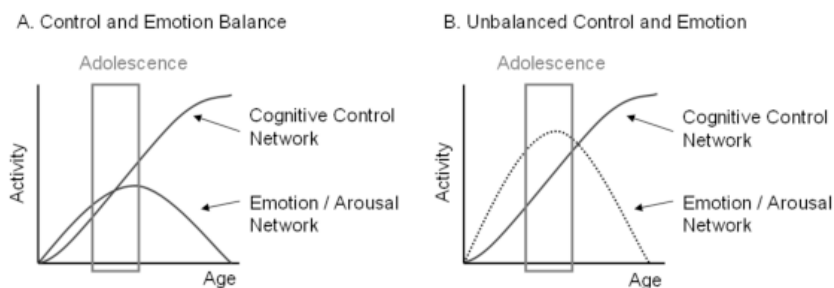 A. Control and Emotion Balance
Adolescence
Cognitive Control
Network
Emotion / Arousal
Network
Activity
Age
B. Unbalanced Control and Emotion
Adolescence
Cognitive Control
Network
Emotion / Arousal
Network
Activity
Age